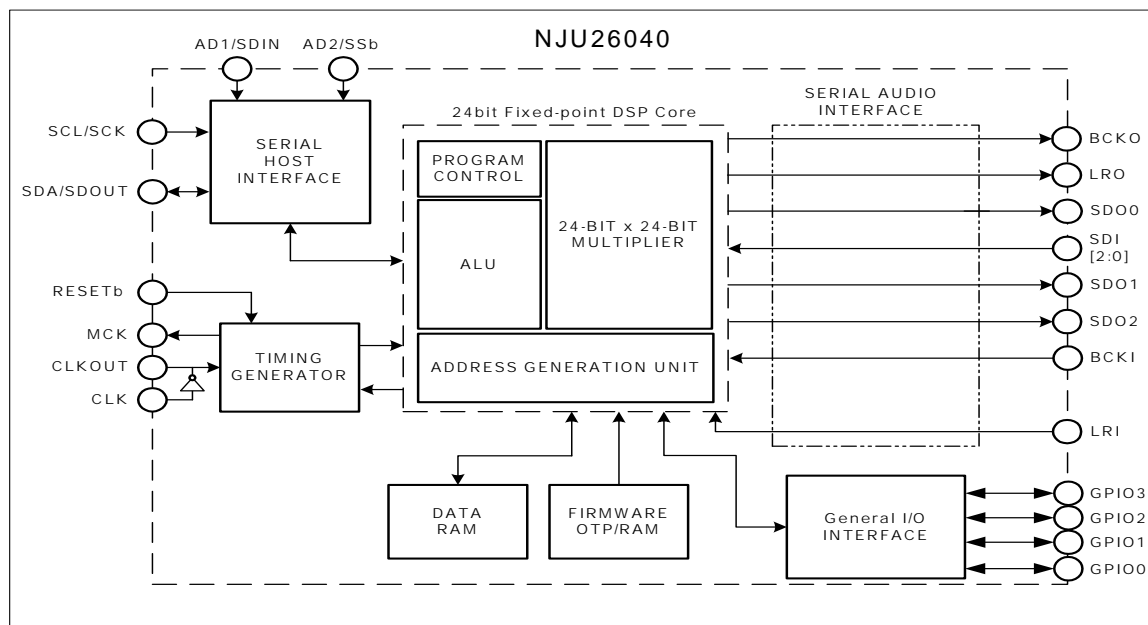 NJU26040
AD1/SDIN
AD2/SSb
SCL/SCK
SDA/SDOUT
SERIAL
HOST
INTERFACE
RESETb
MCK
CLKOUT
CLK
TIMING
GENERATOR
24bit Fixed-point DSP Core
PROGRAM
CONTROL
ALU
24-BIT x 24-BIT
MULTIPLIER
ADDRESS GENERATION UNIT
DATA
RAM
FIRMWARE
OTP/RAM
SERIAL AUDIO
INTERFACE
BCKO
LRO
SDO0
SDI
[2:0]
SDO1
SDO2
BCKI
LRI
General I/O
INTERFACE
GPIO3
GPIO2
GPIO1
GPIO0